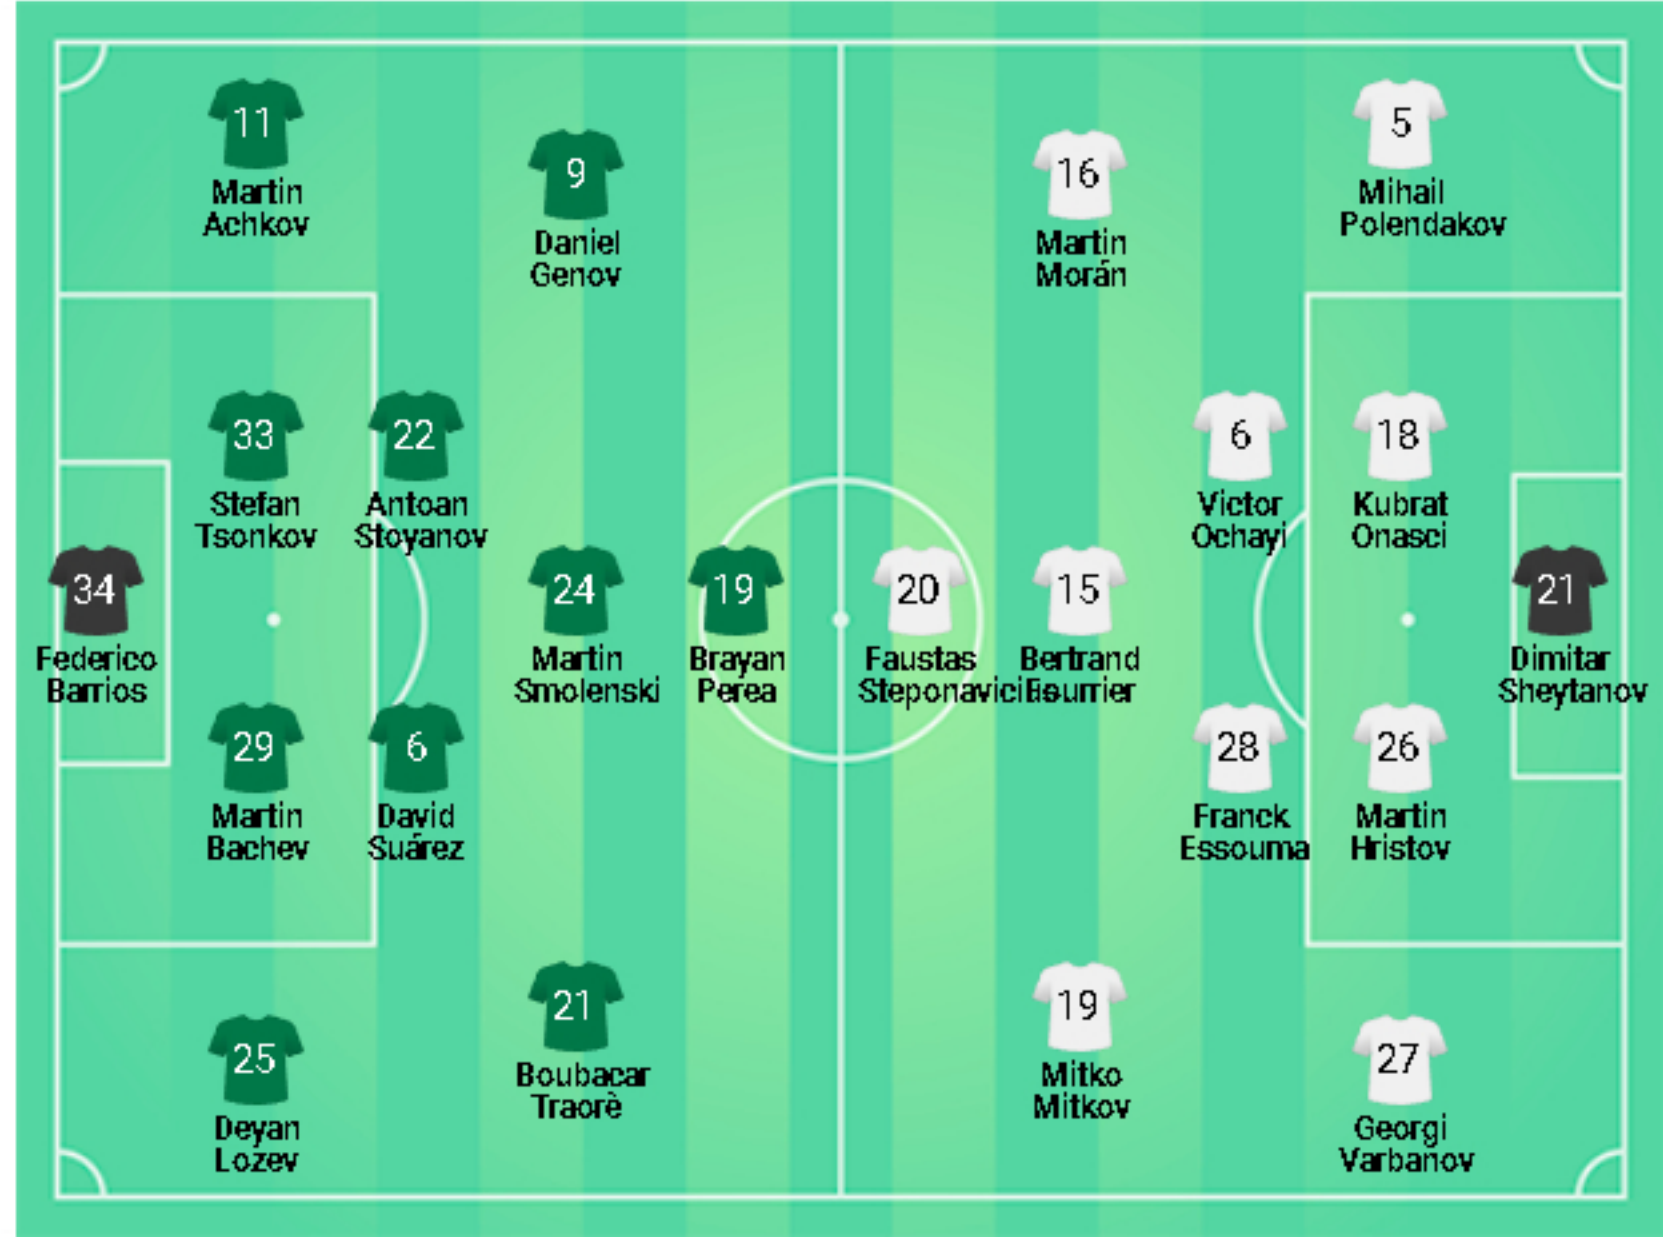 11
Martin
Achkov
9
Daniel
Genov
16
Martin
Morán
5
Mihail
Polendakov
33
Stefan
Tsonkov
22
Antoan
Stoyanov
6
Victor
Ochayi
18
Kubrat
Onasci
34
Federico
Barrios
24
Martin
Smolenski
19
Brayan
Perea
20
Faustas
Steponavicius
15
Bertrand
Fourrier
21
Dimitar
Sheytanov
29
Martin
Bachev
6
David
Suárez
28
Franck
Essouma
26
Martin
Hristov
25
Deyan
Lozev
21
Boubacar
Traorè
19
Mitko
Mitkov
27
Georgi
Varbanov